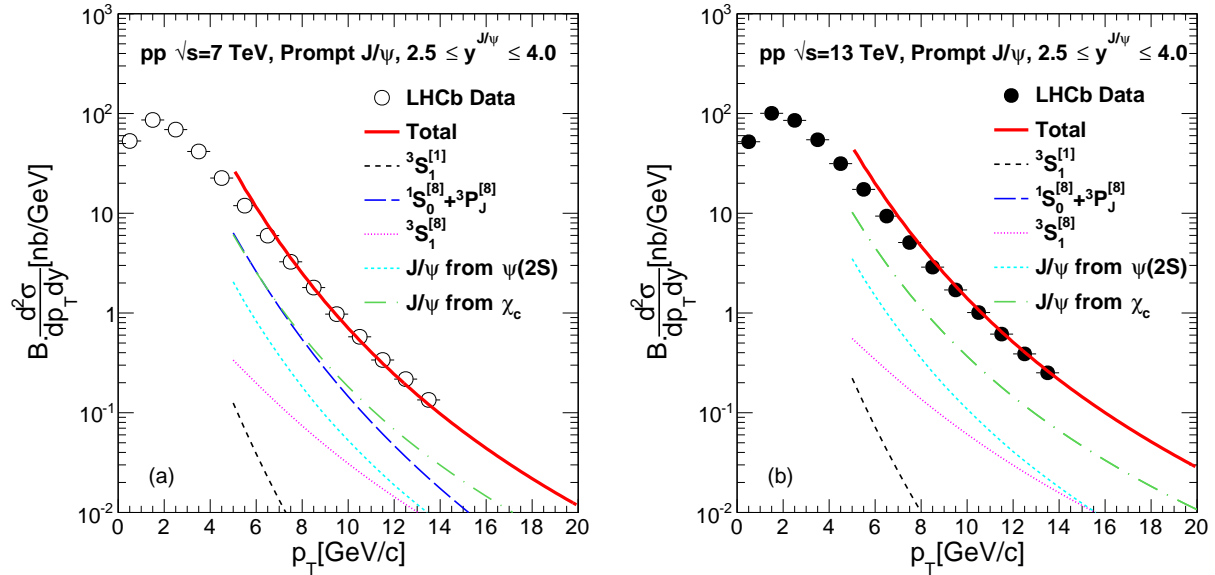 pp √s=7 TeV, Prompt J/ψ, 2.5 ≤ y^{J/ψ} ≤ 4.0
LHCb Data
Total
³S₁^{[1]}
¹S₀^{[8]}+³P_J^{[8]}
³S₁^{[8]}
J/ψ from ψ(2S)
J/ψ from χ_c
(a)
B.\frac{d²σ}{dp_T dy}[nb/GeV]
10³
10²
10
1
10⁻¹
10⁻²
0 2 4 6 8 10 12 14 16 18 20
p_T[GeV/c]
pp √s=13 TeV, Prompt J/ψ, 2.5 ≤ y^{J/ψ} ≤ 4.0
LHCb Data
Total
³S₁^{[1]}
¹S₀^{[8]}+³P_J^{[8]}
³S₁^{[8]}
J/ψ from ψ(2S)
J/ψ from χ_c
(b)
B.\frac{d²σ}{dp_T dy}[nb/GeV]
10³
10²
10
1
10⁻¹
10⁻²
0 2 4 6 8 10 12 14 16 18 20
p_T[GeV/c]